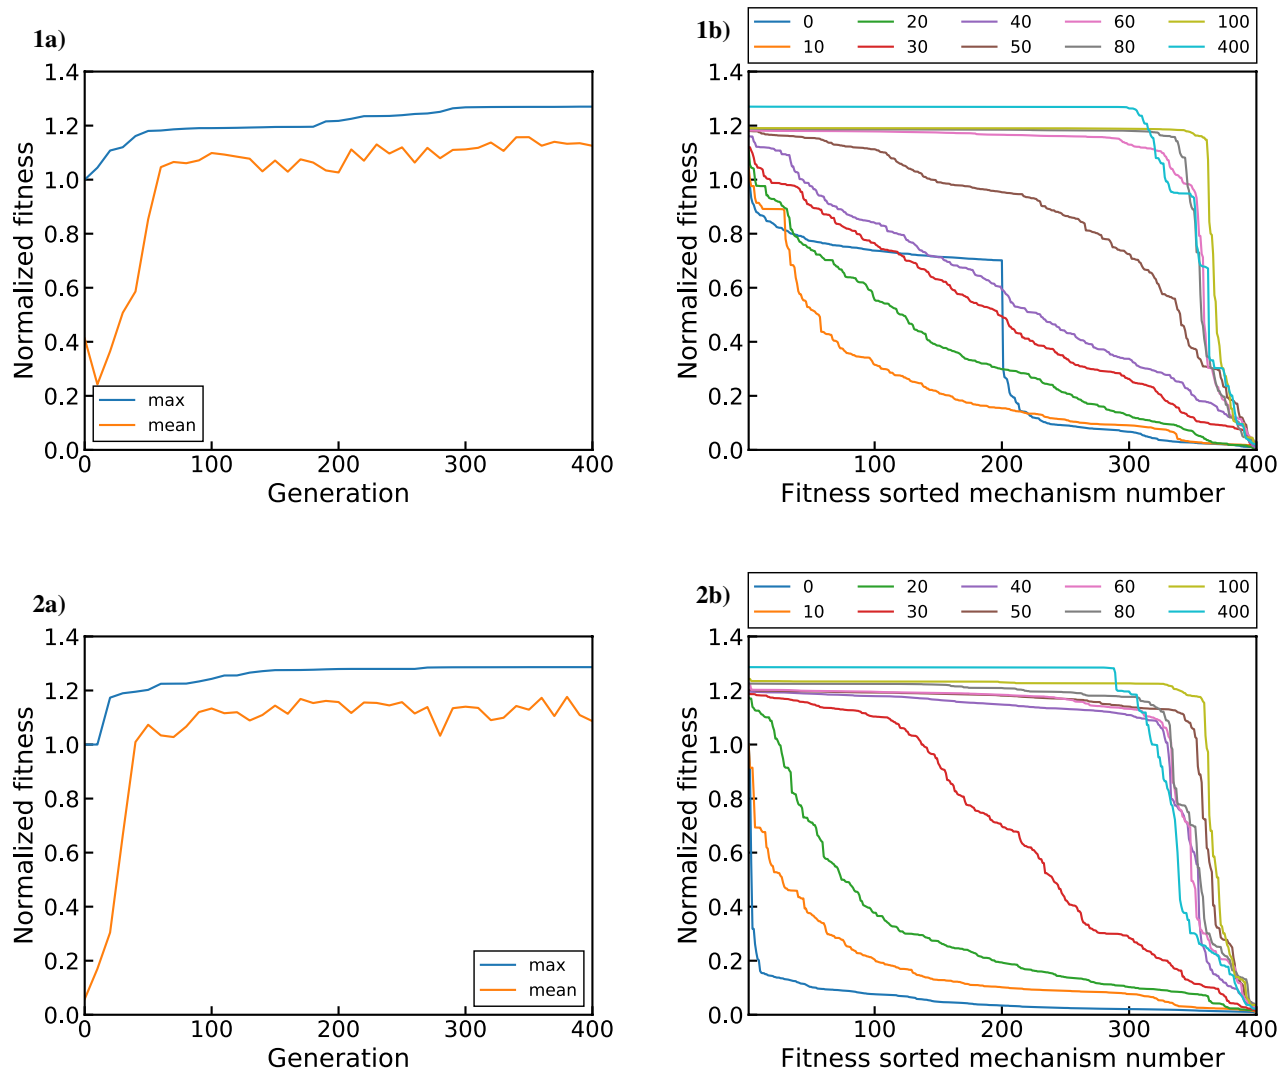 1a)
1.4
1.2
1.0
0.8
0.6
0.4
0.2
0.0
Normalized fitness
max
mean
0 100 200 300 400
Generation
1b)
0 20 40 60 100
10 30 50 80 400
1.4
1.2
1.0
0.8
0.6
0.4
0.2
0.0
Normalized fitness
100 200 300 400
Fitness sorted mechanism number
2a)
1.4
1.2
1.0
0.8
0.6
0.4
0.2
0.0
Normalized fitness
max
mean
0 100 200 300 400
Generation
2b)
0 20 40 60 100
10 30 50 80 400
1.4
1.2
1.0
0.8
0.6
0.4
0.2
0.0
Normalized fitness
100 200 300 400
Fitness sorted mechanism number